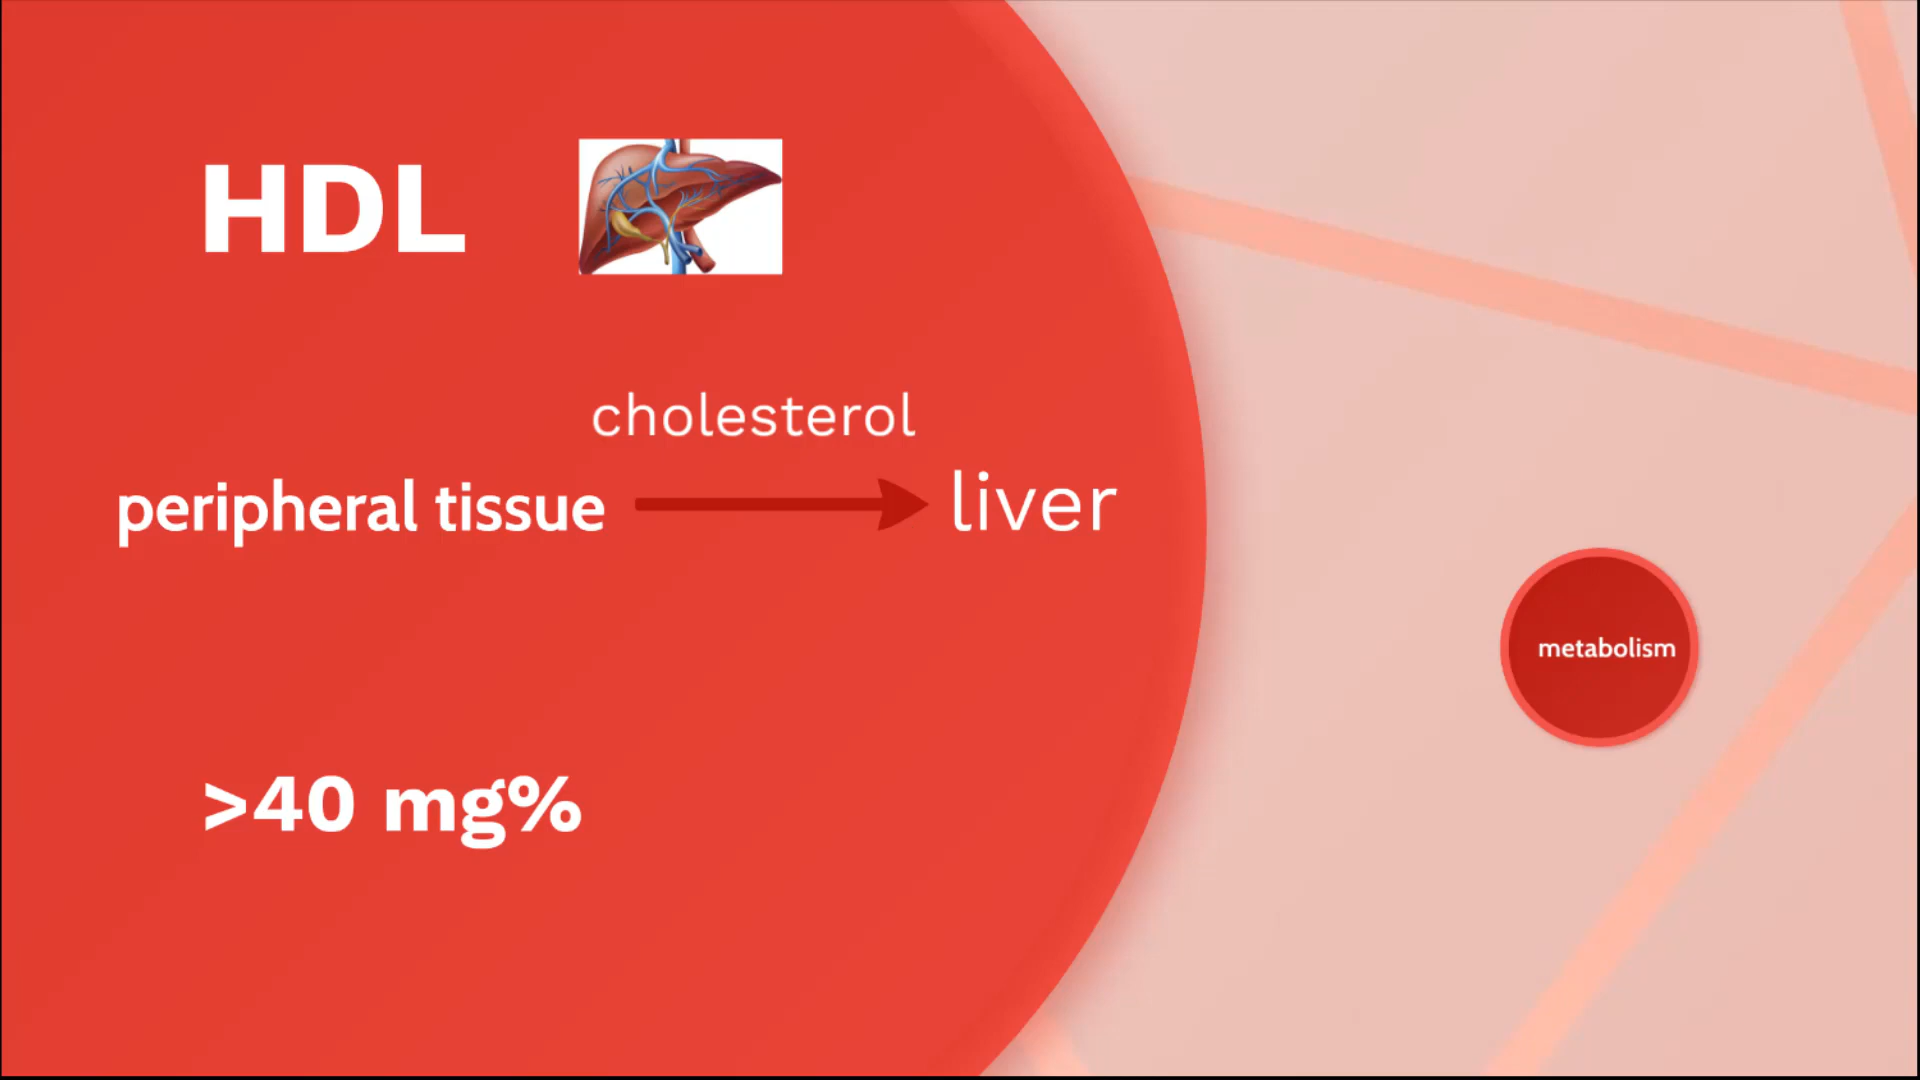 HDL
cholesterol
peripheral tissue liver
metabolism
>40 mg%